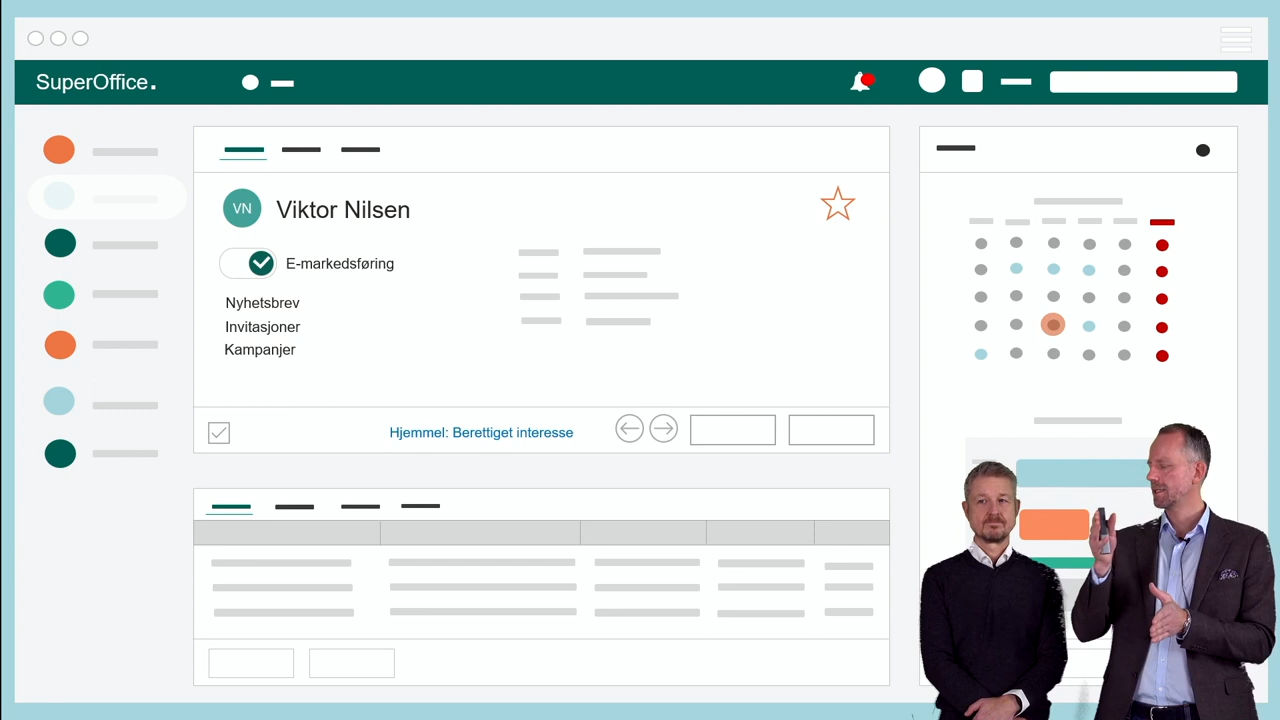 SuperOffice.
VN
Viktor Nilsen
E-markedsføring
Nyhetsbrev
Invitasjoner
Kampanjer
Hjemmel: Berettiget interesse